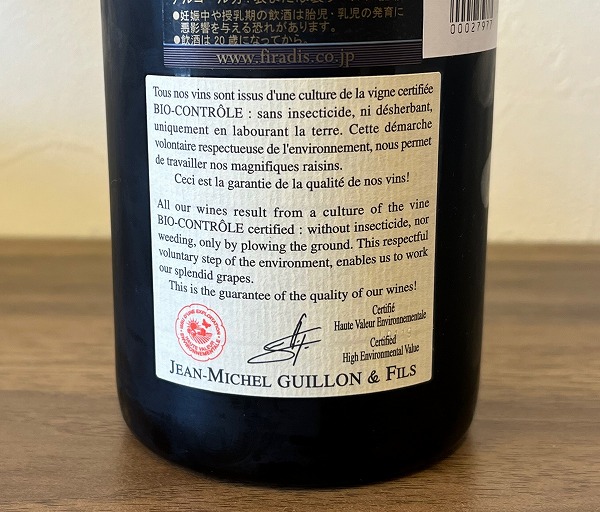 •妊娠中や授乳期の飲酒は胎児・乳児の発育に
悪影響を与える恐れがあります。
•飲酒は20歳になってから。
www.firadis.co.jp
00027977
Tous nos vins sont issus d'une culture de la vigne certifiée
BIO-CONTRÔLE : sans insecticide, ni désherbant,
uniquement en labourant la terre. Cette démarche
volontaire respectueuse de l'environnement, nous permet
de travailler nos magnifiques raisins.
Ceci est la garantie de la qualité de nos vins!
All our wines result from a culture of the vine
BIO-CONTRÔLE certified : without insecticide, nor
weeding, only by plowing the ground. This respectful
voluntary step of the environment, enables us to work
our splendid grapes.
This is the guarantee of the quality of our wines!
VIN D'UNE EXPLOITATION
HAUTE VALEUR
ENVIRONNEMENTALE
Certifié
Haute Valeur Environnementale
Certified
High Environmental Value
JEAN-MICHEL GUILLON & FILS